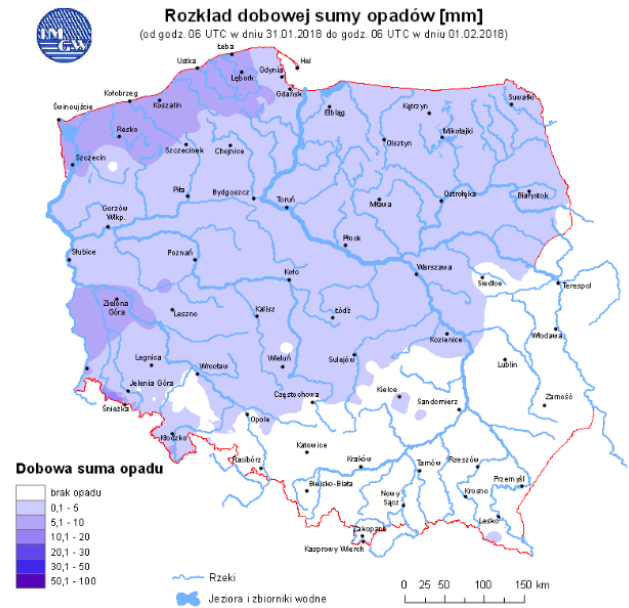 Rozkład dobowej sumy opadów [mm]
(od godz. 06 UTC w dniu 31.01.2018 do godz. 06 UTC w dniu 01.02.2018)
IMGW
Łeba
Ustka
Hel
Lębork
Gdynia
Kołobrzeg
Koszalin
Gdańsk
Suwałki
Świnoujście
Elbląg
Kętrzyn
Resko
Mikołajki
Szczecinek
Chojnice
Olsztyn
Szczecin
Piła
Bydgoszcz
Ostrołęka
Białystok
Gorzów
Wlkp.
Toruń
Mława
Płock
Słubice
Poznań
Warszawa
Koło
Siedlce
Terespol
Zielona
Góra
Leszno
Kalisz
Łódź
Kozienice
Włodawa
Legnica
Wrocław
Wieluń
Sulejów
Lublin
Jelenia Góra
Kielce
Śnieżka
Częstochowa
Sandomierz
Zamość
Opole
Kłodzko
Katowice
Racibórz
Kraków
Tarnów
Rzeszów
Przemyśl
Bielsko-Biała
Nowy
Sącz
Krosno
Lesko
Zakopane
Kasprowy Wierch
Dobowa suma opadu
brak opadu
0,1 - 5
5,1 - 10
10,1 - 20
20,1 - 30
30,1 - 50
50,1 - 100
Rzeki
Jeziora i zbiorniki wodne
0 25 50 100 150 km